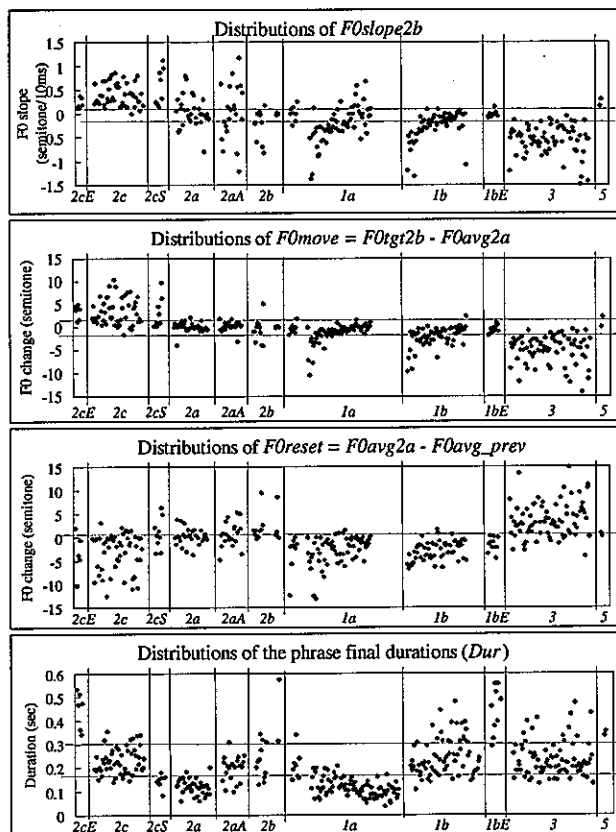 Distributions of F0slope2b
F0 slope
(semitone/10ms)
1.5
1
0.5
0
-0.5
-1
-1.5
2cE 2c 2cS 2a 2aA 2b 1a 1b 1bE 3 5
Distributions of F0move = F0tgt2b - F0avg2a
F0 change (semitone)
15
10
5
0
-5
-10
-15
2cE 2c 2cS 2a 2aA 2b 1a 1b 1bE 3 5
Distributions of F0reset = F0avg2a - F0avg_prev
F0 change (semitone)
15
10
5
0
-5
-10
-15
2cE 2c 2cS 2a 2aA 2b 1a 1b 1bE 3 5
Distributions of the phrase final durations (Dur)
Duration (sec)
0.6
0.5
0.4
0.3
0.2
0.1
0
2cE 2c 2cS 2a 2aA 2b 1a 1b 1bE 3 5